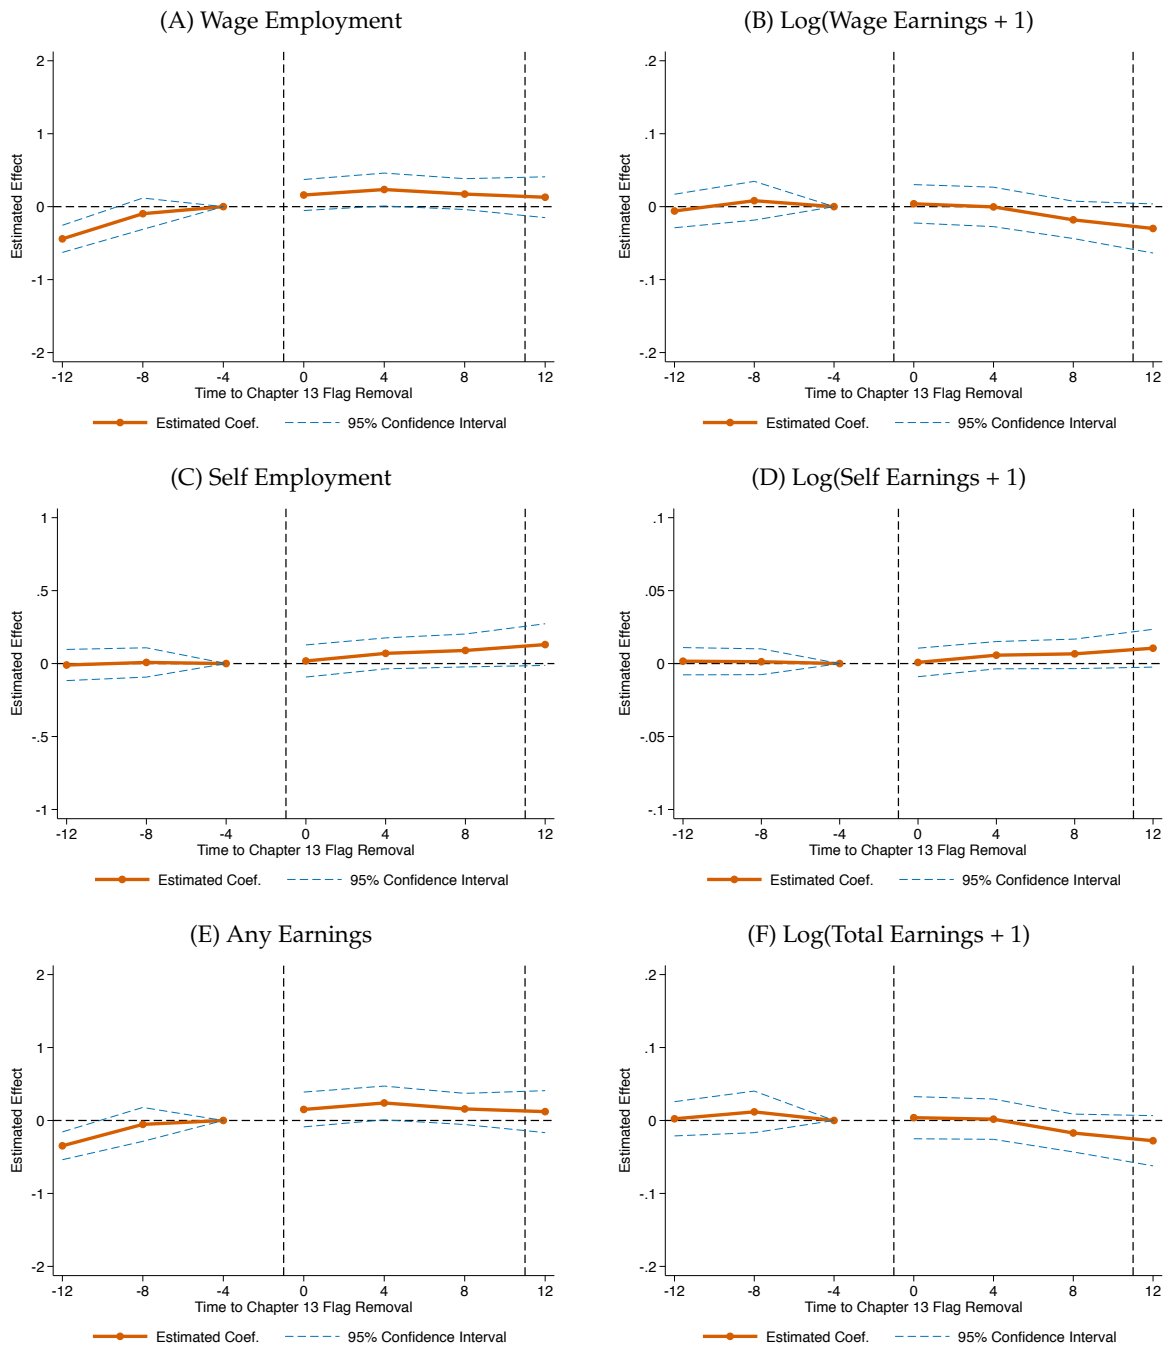 (A) Wage Employment
2
1
0
-1
-2
Estimated Effect
-12 -8 -4 0 4 8 12
Time to Chapter 13 Flag Removal
Estimated Coef. 95% Confidence Interval
(B) Log(Wage Earnings + 1)
.2
.1
0
-.1
-.2
Estimated Effect
-12 -8 -4 0 4 8 12
Time to Chapter 13 Flag Removal
Estimated Coef. 95% Confidence Interval
(C) Self Employment
1
.5
0
-.5
-1
Estimated Effect
-12 -8 -4 0 4 8 12
Time to Chapter 13 Flag Removal
Estimated Coef. 95% Confidence Interval
(D) Log(Self Earnings + 1)
.1
.05
0
-.05
-.1
Estimated Effect
-12 -8 -4 0 4 8 12
Time to Chapter 13 Flag Removal
Estimated Coef. 95% Confidence Interval
(E) Any Earnings
2
1
0
-1
-2
Estimated Effect
-12 -8 -4 0 4 8 12
Time to Chapter 13 Flag Removal
Estimated Coef. 95% Confidence Interval
(F) Log(Total Earnings + 1)
.2
.1
0
-.1
-.2
Estimated Effect
-12 -8 -4 0 4 8 12
Time to Chapter 13 Flag Removal
Estimated Coef. 95% Confidence Interval